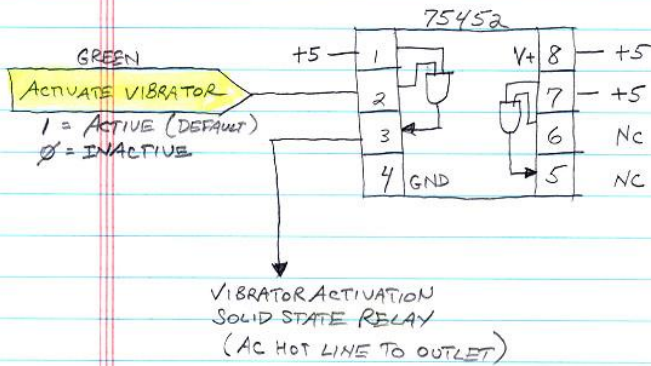 75452
GREEN
ACTIVATE VIBRATOR
1 = ACTIVE (DEFAULT)
0 = INACTIVE
+5 1 V+ 8 +5
2 7 +5
3 6 NC
4 GND 5 NC
VIBRATOR ACTIVATION
SOLID STATE RELAY
(AC HOT LINE TO OUTLET)